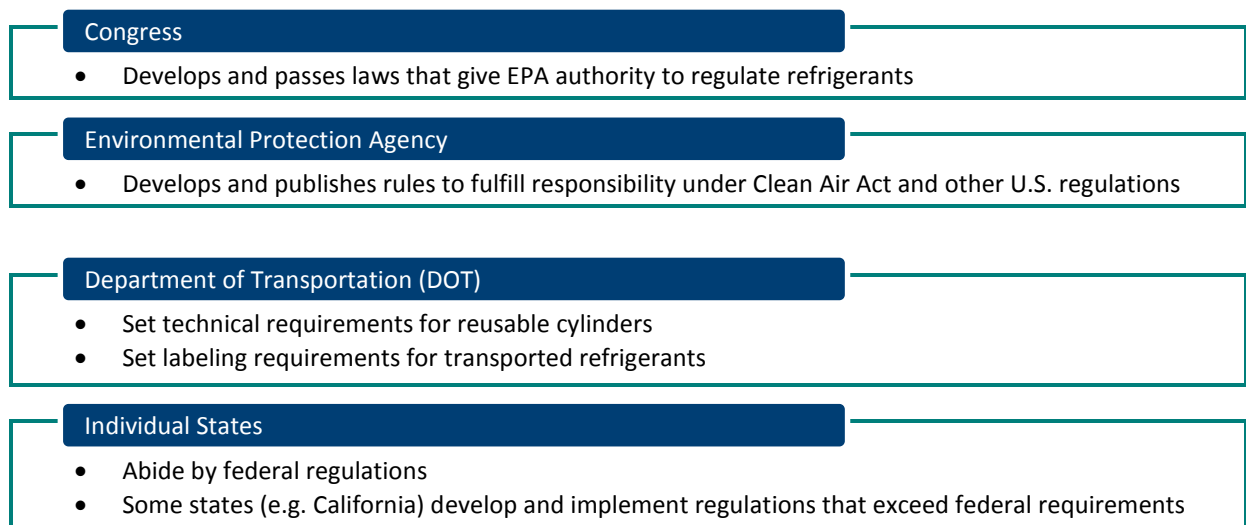 Congress
• Develops and passes laws that give EPA authority to regulate refrigerants
Environmental Protection Agency
• Develops and publishes rules to fulfill responsibility under Clean Air Act and other U.S. regulations
Department of Transportation (DOT)
• Set technical requirements for reusable cylinders
• Set labeling requirements for transported refrigerants
Individual States
• Abide by federal regulations
• Some states (e.g. California) develop and implement regulations that exceed federal requirements